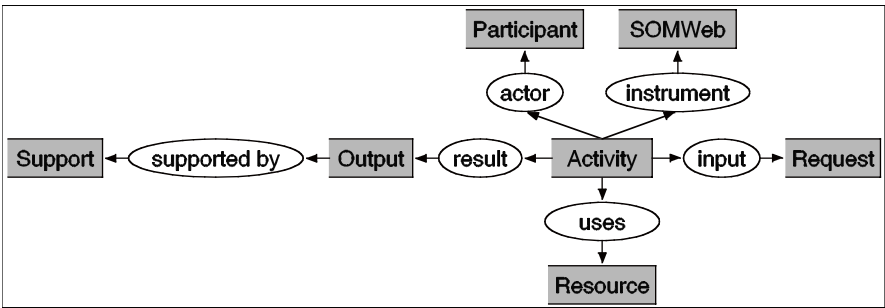 Participant
SOMWeb
actor
instrument
Support
supported by
Output
result
Activity
input
Request
uses
Resource